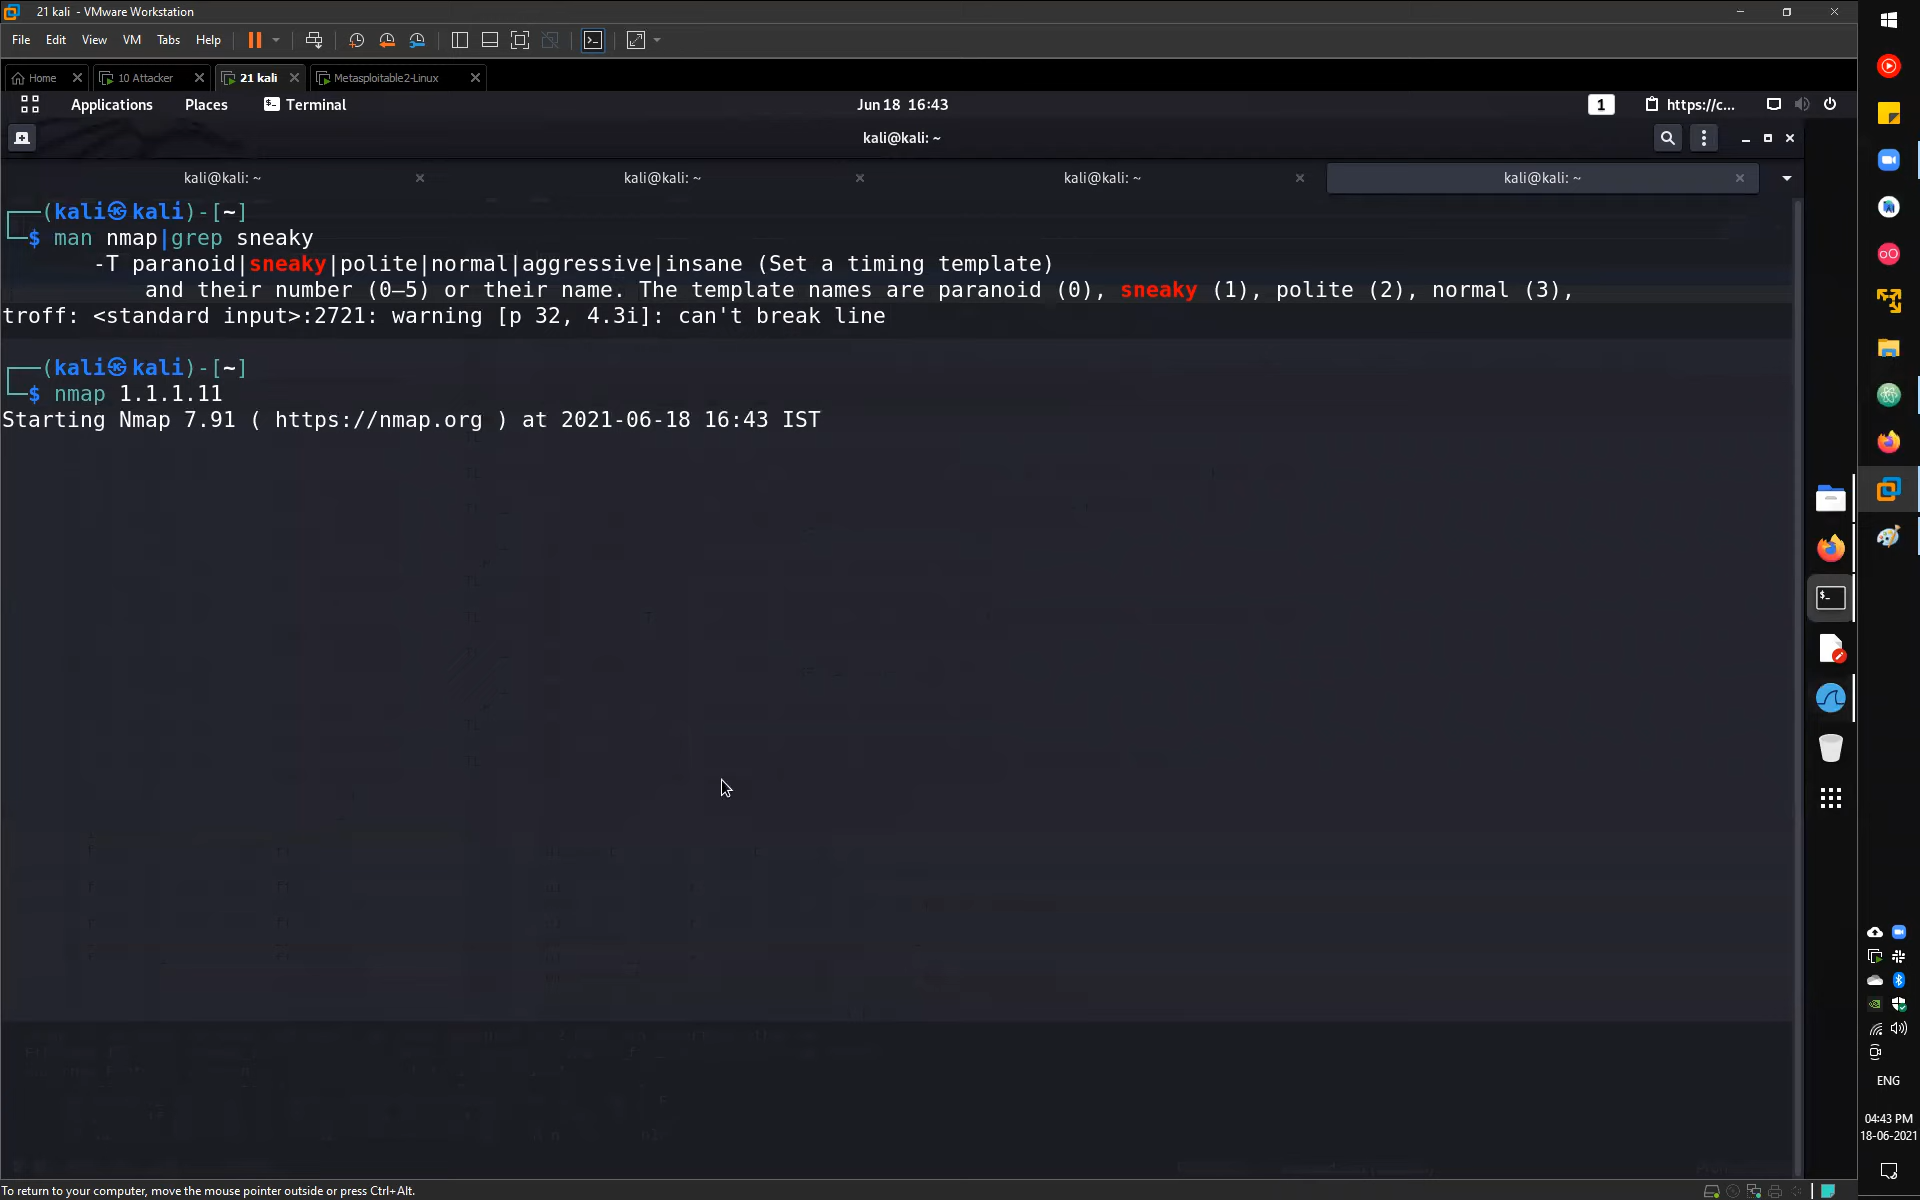 21 kali - VMware Workstation
File Edit View VM Tabs Help
Home 10 Attacker 21 kali Metasploitable2-Linux
Applications Places Terminal Jun 18 16:43 1 https://c...
kali@kali: ~
kali@kali: ~ kali@kali: ~ kali@kali: ~ kali@kali: ~
(kali㉿kali)-[~]
$ man nmap|grep sneaky
-T paranoid|sneaky|polite|normal|aggressive|insane (Set a timing template)
and their number (0–5) or their name. The template names are paranoid (0), sneaky (1), polite (2), normal (3),
troff: <standard input>:2721: warning [p 32, 4.3i]: can't break line
(kali㉿kali)-[~]
$ nmap 1.1.1.11
Starting Nmap 7.91 ( https://nmap.org ) at 2021-06-18 16:43 IST
ENG
04:43 PM
18-06-2021
To return to your computer, move the mouse pointer outside or press Ctrl+Alt.